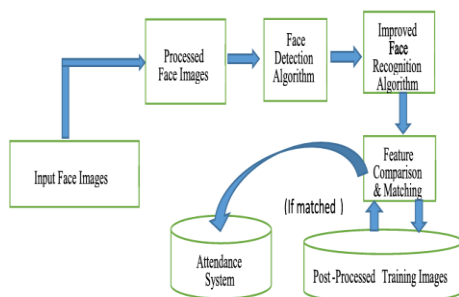 Processed
Face Images
Face
Detection
Algorithm
Improved
Face
Recognition
Algorithm
Input Face Images
Feature
Comparison
& Matching
(If matched )
Attendance
System
Post -Processed Training Images